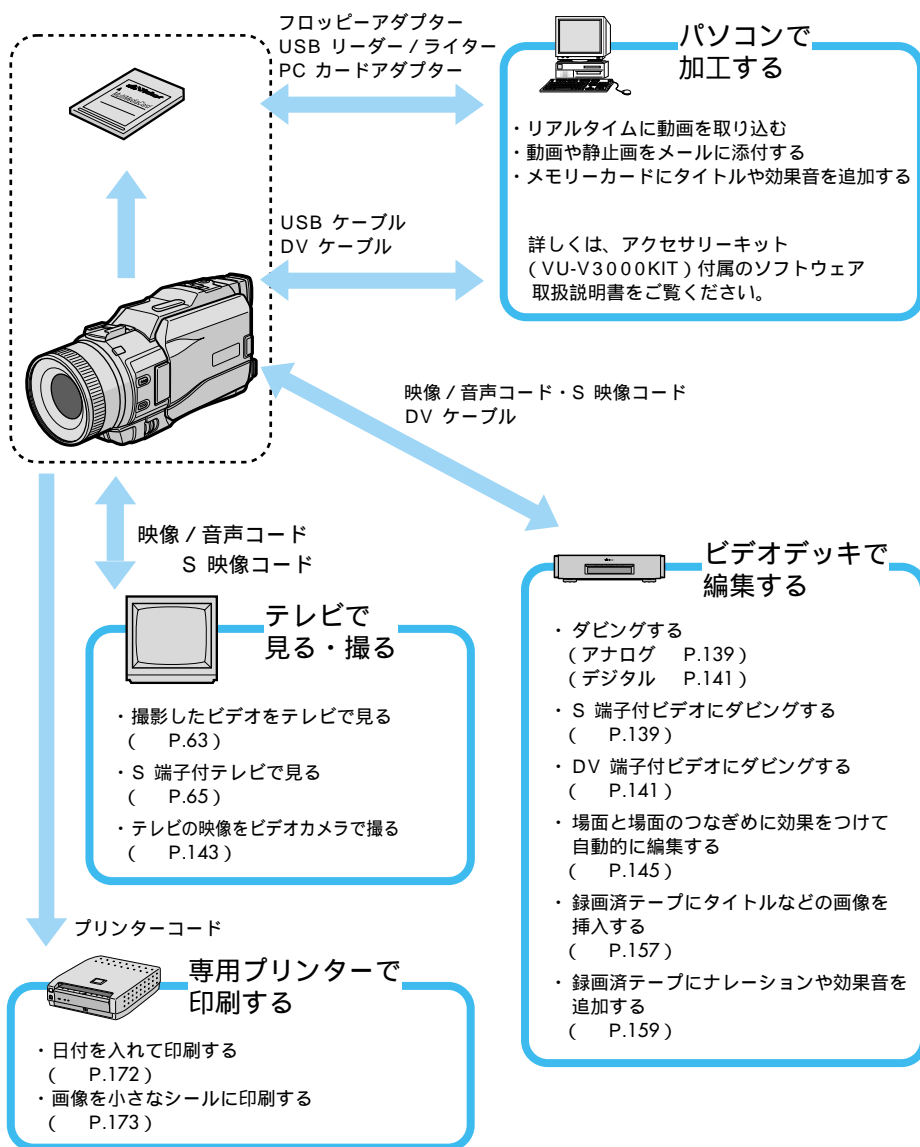 フロッピーアダプター
USB リーダー / ライター
PC カードアダプター
パソコンで
加工する
・リアルタイムに動画を取り込む
・動画や静止画をメールに添付する
・メモリーカードにタイトルや効果音を追加する
USB ケーブル
DV ケーブル
詳しくは、アクセサリーキット
(VU-V3000KIT)付属のソフトウェア
取扱説明書をご覧ください。
映像 / 音声コード・S 映像コード
DV ケーブル
映像 / 音声コード
S 映像コード
テレビで
見る・撮る
・撮影したビデオをテレビで見る
( P.63)
・S 端子付テレビで見る
( P.65)
・テレビの映像をビデオカメラで撮る
( P.143)
ビデオデッキで
編集する
・ダビングする
(アナログ P.139)
(デジタル P.141)
・S 端子付ビデオにダビングする
( P.139)
・DV 端子付ビデオにダビングする
( P.141)
・場面と場面のつなぎめに効果をつけて
自動的に編集する
( P.145)
・録画済テープにタイトルなどの画像を
挿入する
( P.157)
・録画済テープにナレーションや効果音を
追加する
( P.159)
プリンターコード
専用プリンターで
印刷する
・日付を入れて印刷する
( P.172)
・画像を小さなシールに印刷する
( P.173)